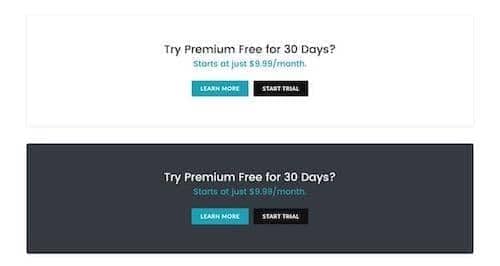 Try Premium Free for 30 Days?
Starts at just $9.99/month.
LEARN MORE START TRIAL
Try Premium Free for 30 Days?
Starts at just $9.99/month.
LEARN MORE START TRIAL